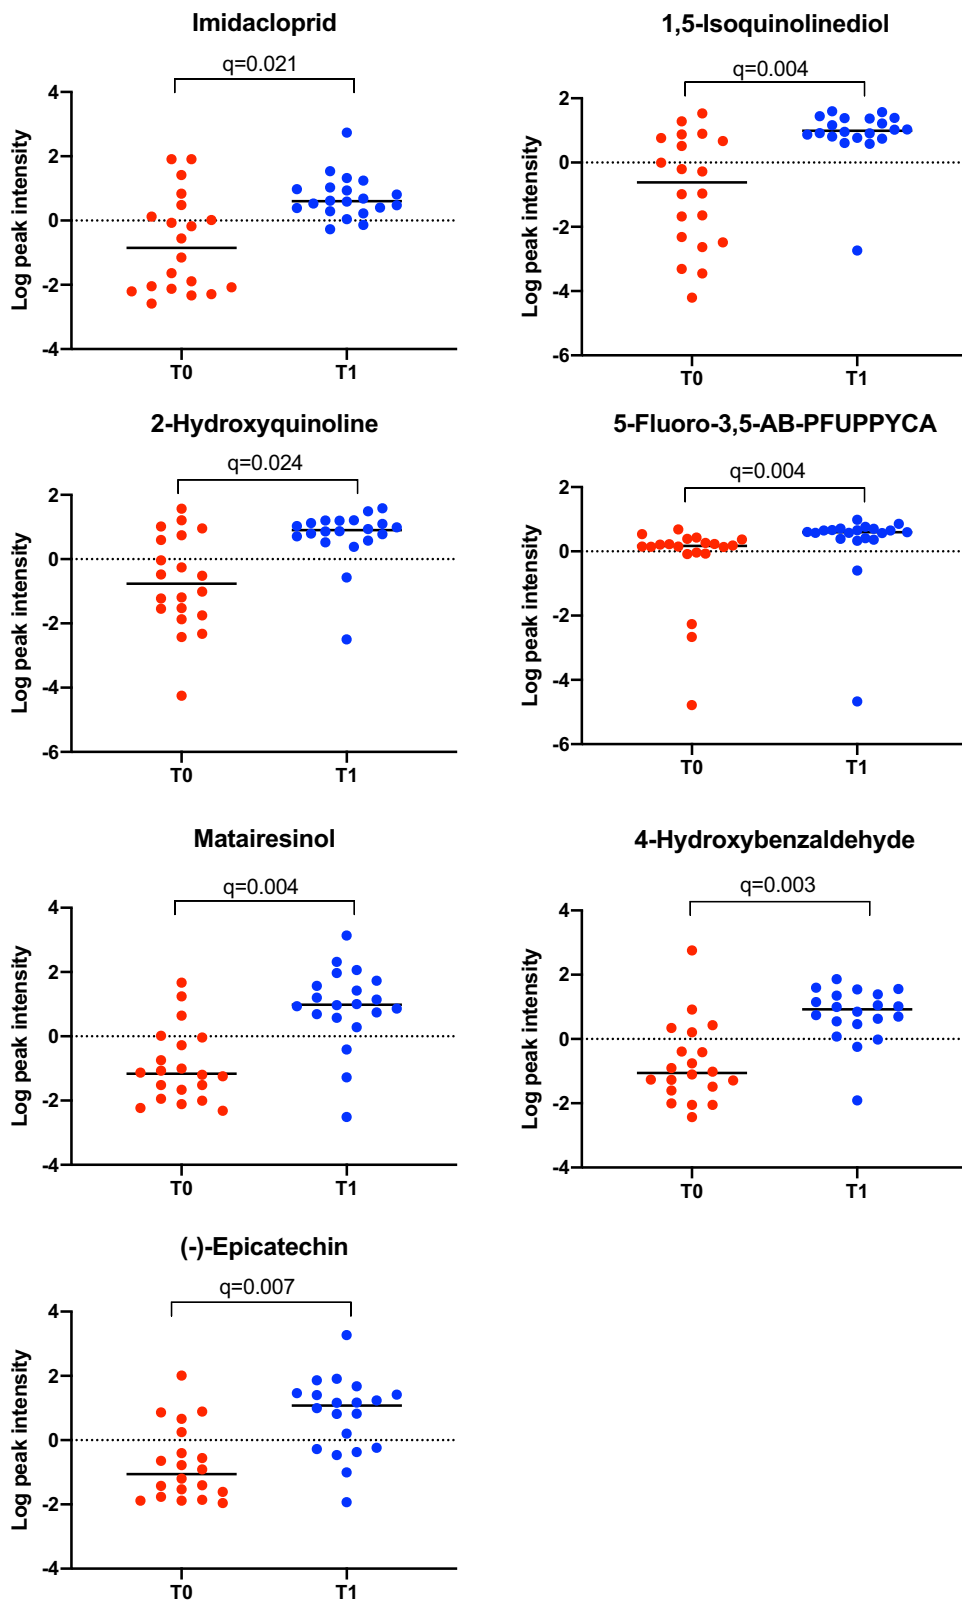 Imidacloprid
q=0.021
Log peak intensity
4
2
0
-2
-4
T0
T1
1,5-Isoquinolinediol
q=0.004
Log peak intensity
2
0
-2
-4
-6
T0
T1
2-Hydroxyquinoline
q=0.024
Log peak intensity
2
0
-2
-4
-6
T0
T1
5-Fluoro-3,5-AB-PFUPPYCA
q=0.004
Log peak intensity
2
0
-2
-4
-6
T0
T1
Matairesinol
q=0.004
Log peak intensity
4
2
0
-2
-4
T0
T1
4-Hydroxybenzaldehyde
q=0.003
Log peak intensity
4
2
0
-2
-4
T0
T1
(-)-Epicatechin
q=0.007
Log peak intensity
4
2
0
-2
-4
T0
T1